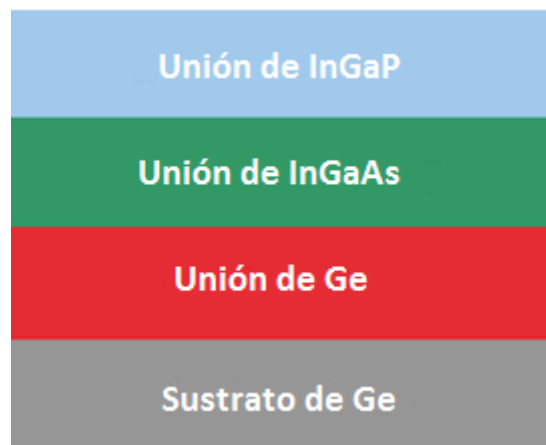 Unión de InGaP
Unión de InGaAs
Unión de Ge
Sustrato de Ge